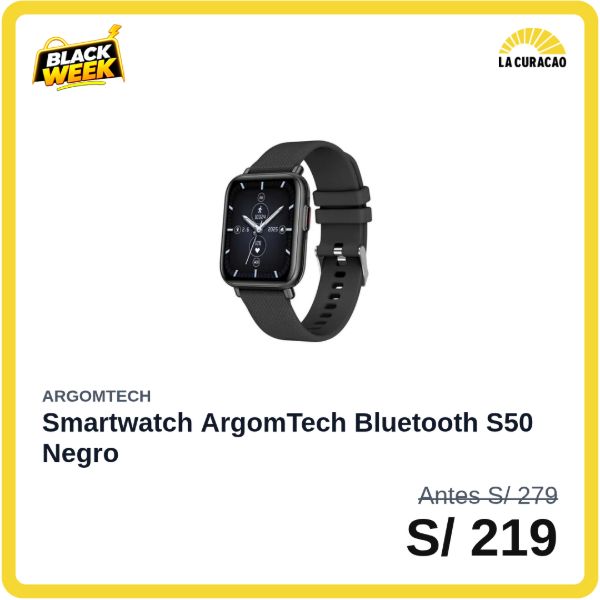 BLACK
WEEK
LA CURACAO
ARGOMTECH
Smartwatch ArgomTech Bluetooth S50
Negro
Antes S/ 279
S/ 219